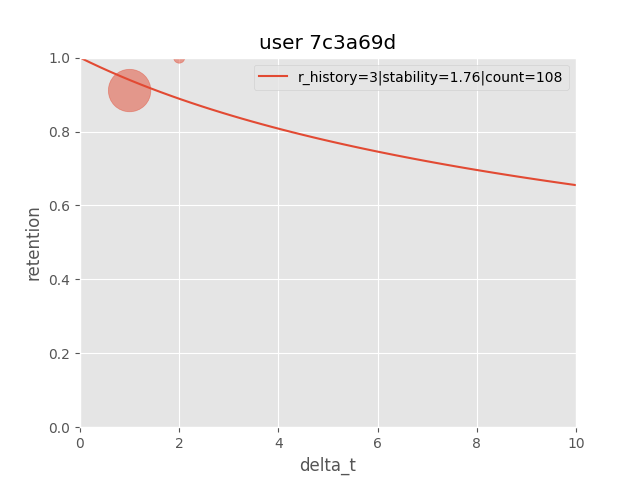 user 7c3a69d
r_history=3|stability=1.76|count=108
retention
1.0
0.8
0.6
0.4
0.2
0.0
0 2 4 6 8 10
delta_t